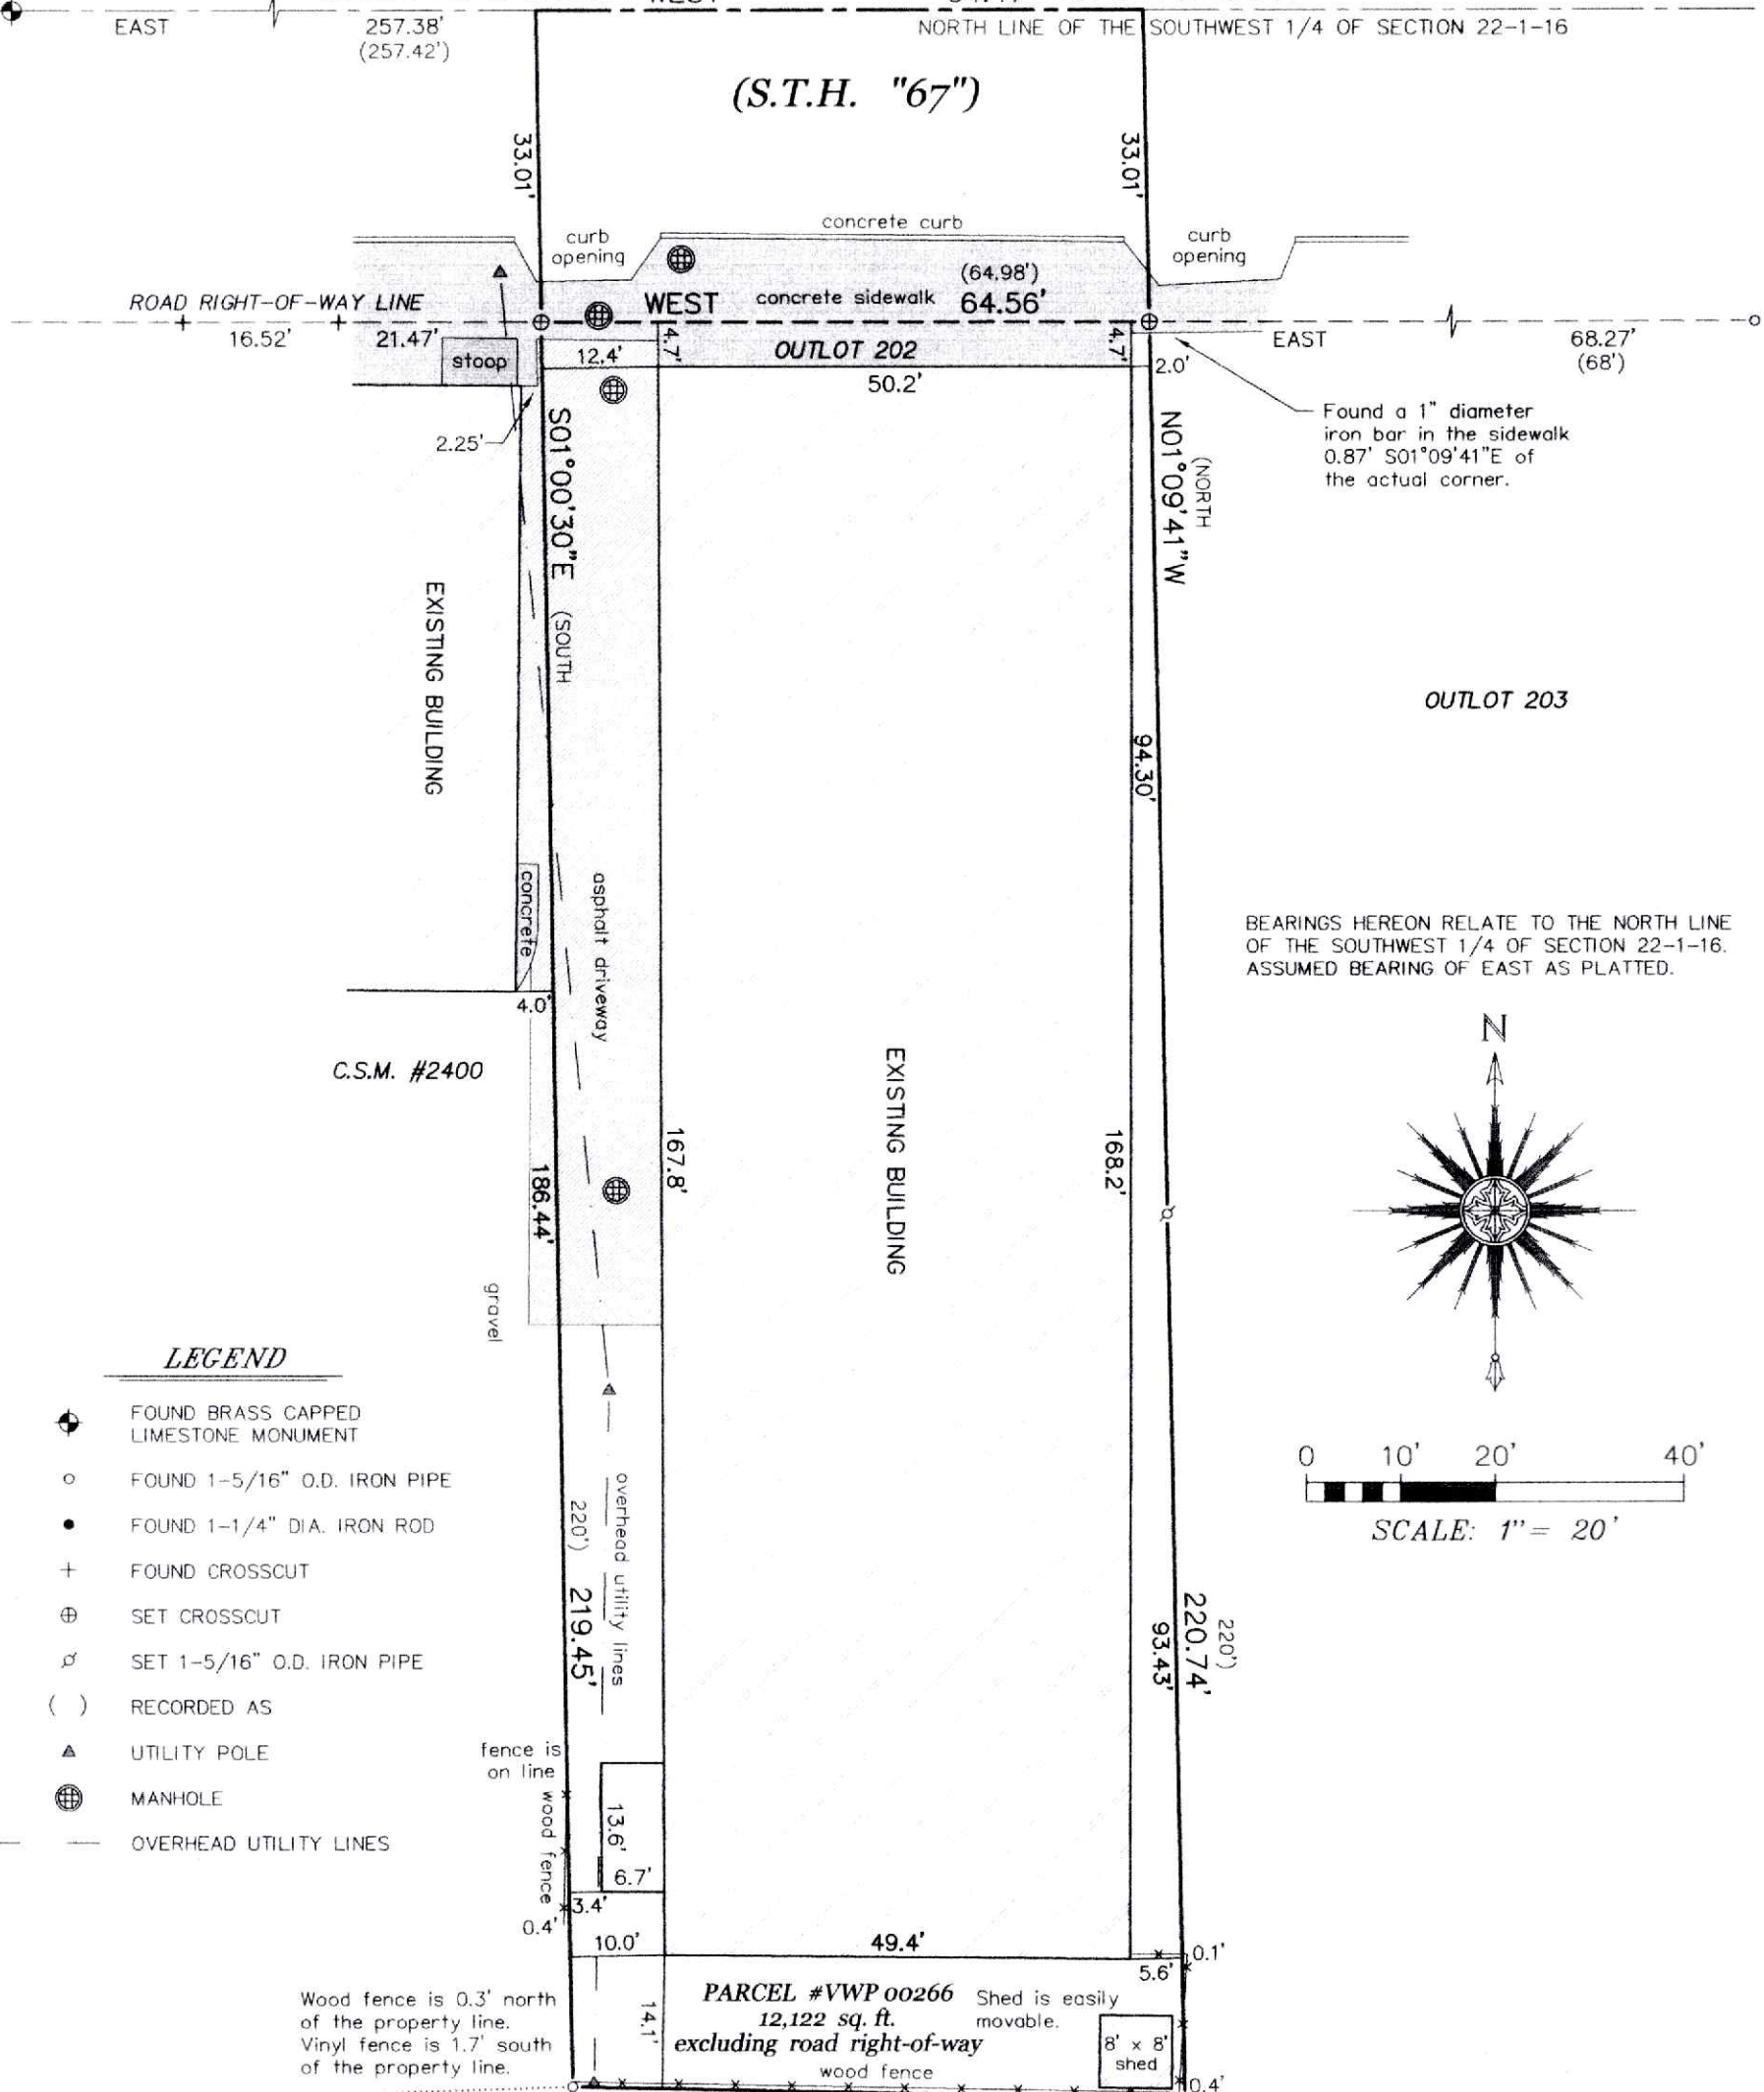 EAST
257.38'
(257.42')
NORTH LINE OF THE SOUTHWEST 1/4 OF SECTION 22-1-16
(S.T.H. "67")
33.01'
33.01'
concrete curb
curb
opening
curb
opening
(64.98')
ROAD RIGHT-OF-WAY LINE
WEST
concrete sidewalk
64.56'
16.52'
21.47'
stoop
12.4'
4.7'
OUTLOT 202
4.7'
2.0'
EAST
68.27'
(68')
50.2'
2.25'
Found a 1" diameter
iron bar in the sidewalk
0.87' S01°09'41"E of
the actual corner.
S01°00'30"E
(SOUTH
N01°09'41"W
(NORTH
EXISTING BUILDING
OUTLOT 203
94.30'
concrete
asphalt driveway
4.0'
BEARINGS HEREON RELATE TO THE NORTH LINE
OF THE SOUTHWEST 1/4 OF SECTION 22-1-16.
ASSUMED BEARING OF EAST AS PLATTED.
C.S.M. #2400
N
EXISTING BUILDING
186.44'
167.8'
168.2'
gravel
LEGEND
FOUND BRASS CAPPED
LIMESTONE MONUMENT
FOUND 1-5/16" O.D. IRON PIPE
FOUND 1-1/4" DIA. IRON ROD
FOUND CROSSCUT
SET CROSSCUT
SET 1-5/16" O.D. IRON PIPE
( ) RECORDED AS
UTILITY POLE
MANHOLE
OVERHEAD UTILITY LINES
0 10' 20' 40'
SCALE: 1"= 20'
220')
219.45'
overhead utility lines
93.43'
220.74'
220')
fence is
on line
wood fence
13.6'
6.7'
3.4'
0.4'
10.0'
49.4'
0.1'
5.6'
Wood fence is 0.3' north
of the property line.
Vinyl fence is 1.7' south
of the property line.
14.1'
PARCEL #VWP 00266
12,122 sq. ft.
excluding road right-of-way
Shed is easily
movable.
8' x 8'
shed
wood fence
0.4'